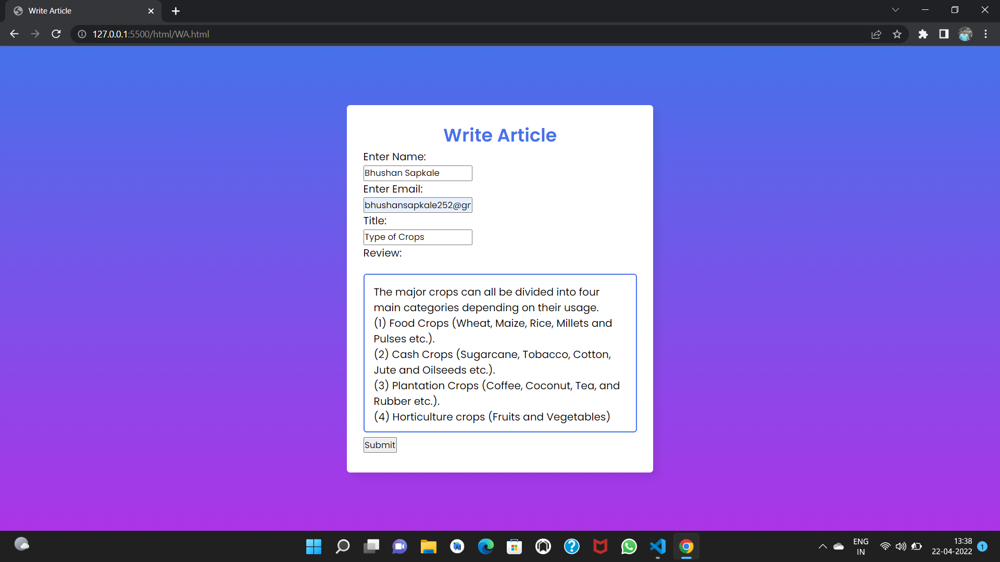 Write Article
127.0.0.1:5500/html/WA.html
Write Article
Enter Name:
Bhushan Sapkale
Enter Email:
bhushansapkale252@gr
Title:
Type of Crops
Review:
The major crops can all be divided into four
main categories depending on their usage.
(1) Food Crops (Wheat, Maize, Rice, Millets and
Pulses etc.).
(2) Cash Crops (Sugarcane, Tobacco, Cotton,
Jute and Oilseeds etc.).
(3) Plantation Crops (Coffee, Coconut, Tea, and
Rubber etc.).
(4) Horticulture crops (Fruits and Vegetables)
Submit
ENG
IN
13:38
22-04-2022
1